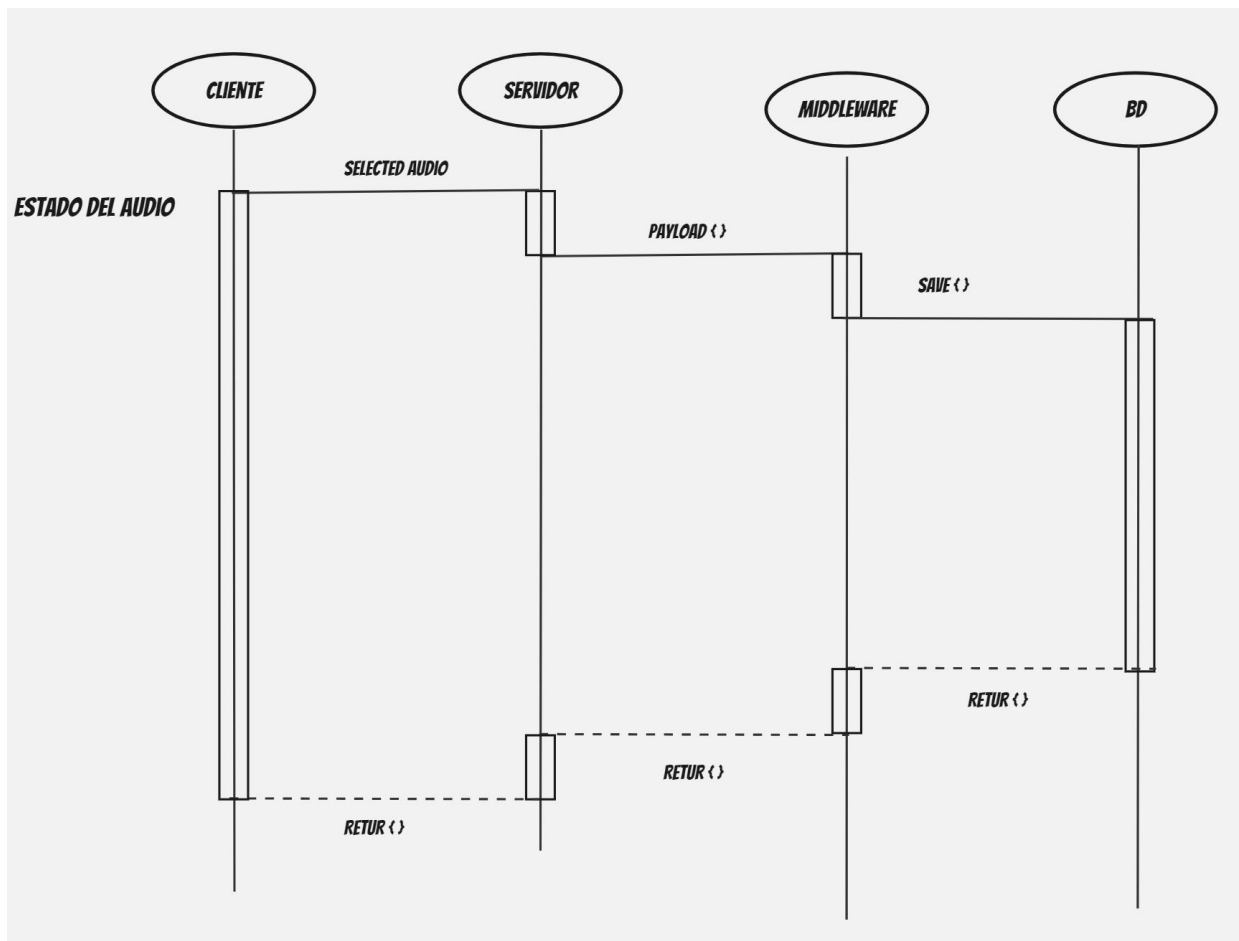 CLIENTE
SERVIDOR
MIDDLEWARE
BD
SELECTED AUDIO
ESTADO DEL AUDIO
PAYLOAD { }
SAVE { }
RETUR { }
RETUR { }
RETUR { }